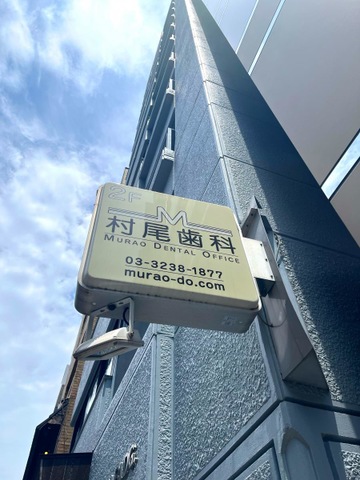 2F
M
村尾歯科
MURAO DENTAL OFFICE
03-3238-1877
murao-do.com